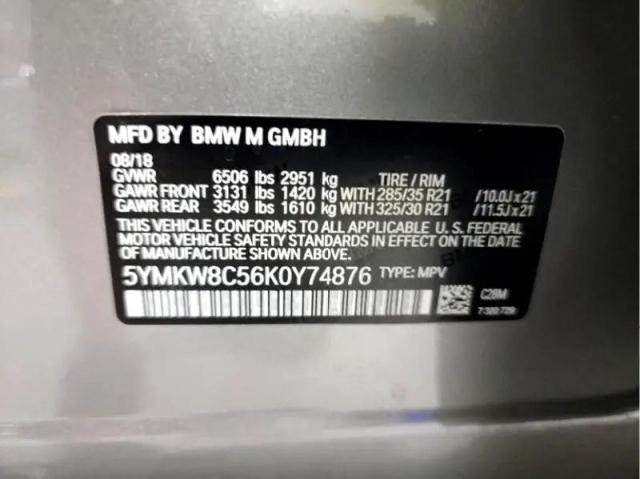 MFD BY BMW M GMBH
08/18
GVWR 6506 lbs 2951 kg TIRE / RIM
GAWR FRONT 3131 lbs 1420 kg WITH 285/35 R21 /10.0J x 21
GAWR REAR 3549 lbs 1610 kg WITH 325/30 R21 /11.5J x 21
THIS VEHICLE CONFORMS TO ALL APPLICABLE U. S. FEDERAL
MOTOR VEHICLE SAFETY STANDARDS IN EFFECT ON THE DATE
OF MANUFACTURE SHOWN ABOVE.
5YMKW8C56K0Y74876 TYPE: MPV
C28M